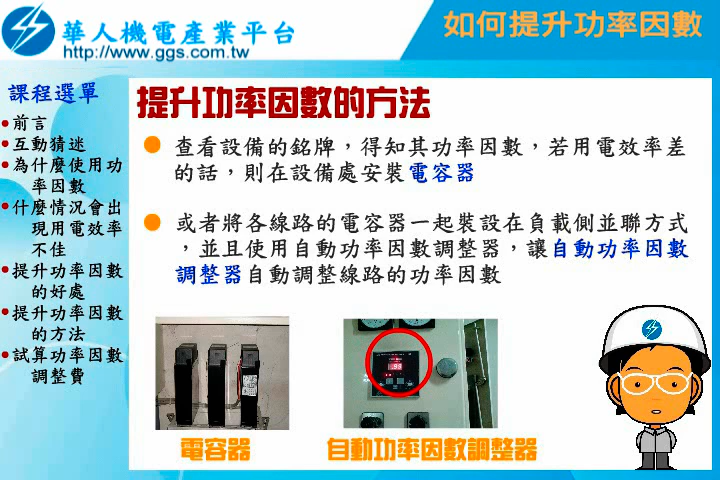 華人機電產業平台
http://www.ggs.com.tw
如何提升功率因數
課程選單
•前言
•互動猜迷
•為什麼使用功
率因數
•什麼情況會出
現用電效率
不佳
•提升功率因數
的好處
•提升功率因數
的方法
•試算功率因數
調整費
提升功率因數的方法
查看設備的銘牌，得知其功率因數，若用電效率差
的話，則在設備處安裝電容器
或者將各線路的電容器一起裝設在負載側並聯方式
，並且使用自動功率因數調整器，讓自動功率因數
調整器自動調整線路的功率因數
電容器
自動功率因數調整器